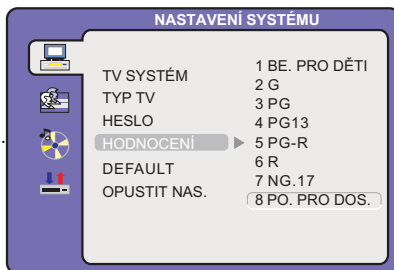 NASTAVENÍ SYSTÉMU
TV SYSTÉM
TYP TV
HESLO
HODNOCENÍ
DEFAULT
OPUSTIT NAS.
1 BE. PRO DĚTI
2 G
3 PG
4 PG13
5 PG-R
6 R
7 NG.17
8 PO. PRO DOS.